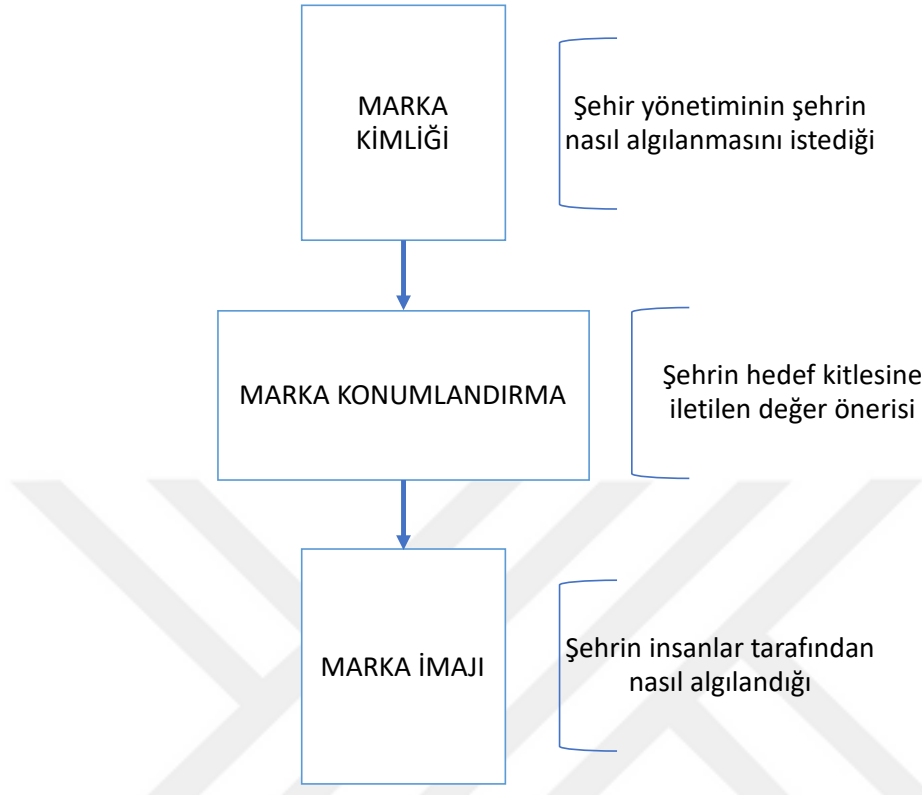 MARKA
KİMLİĞİ
Şehir yönetiminin şehrin
nasıl algılanmasını istediği
MARKA KONUMLANDIRMA
Şehrin hedef kitlesine
iletilen değer önerisi
MARKA İMAJI
Şehrin insanlar tarafından
nasıl algılandığı